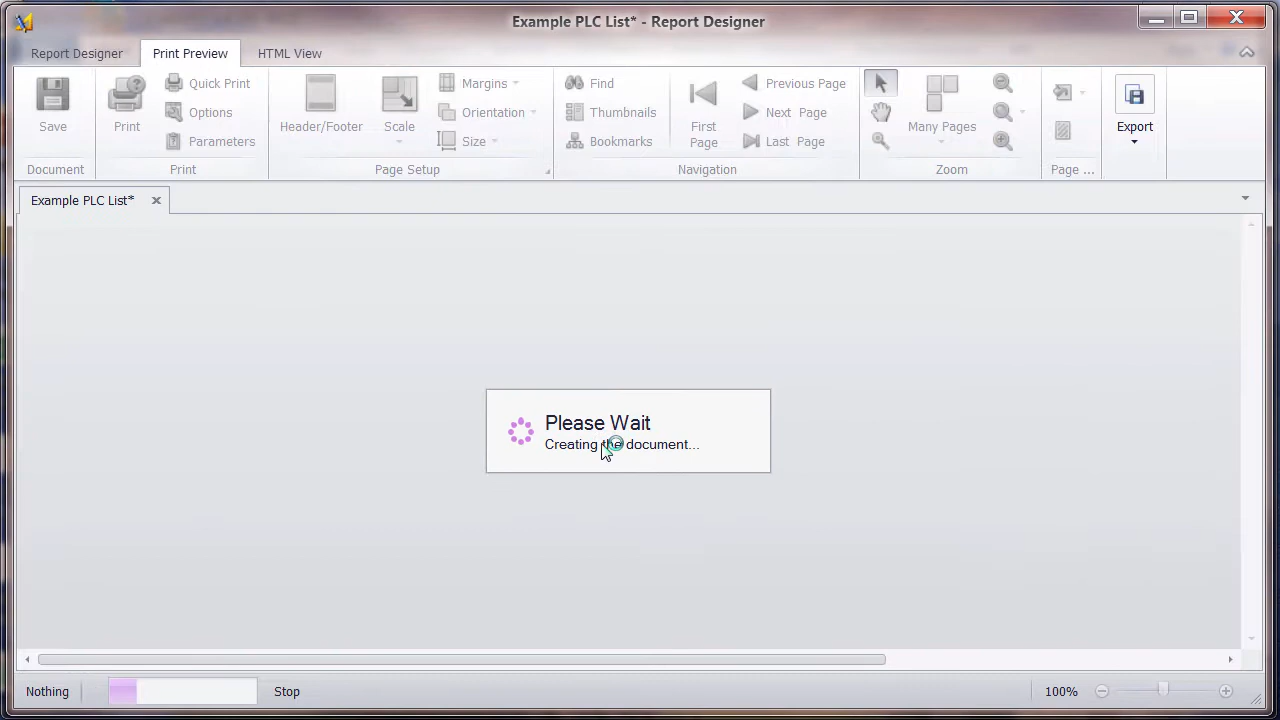 Example PLC List* - Report Designer
Report Designer
Print Preview
HTML View
Save
Print
Quick Print
Options
Parameters
Header/Footer
Scale
Margins
Orientation
Size
Find
Thumbnails
Bookmarks
First
Page
Previous Page
Next Page
Last Page
Many Pages
Export
Document
Print
Page Setup
Navigation
Zoom
Page ...
Example PLC List*
Please Wait
Creating the document...
Nothing
Stop
100%